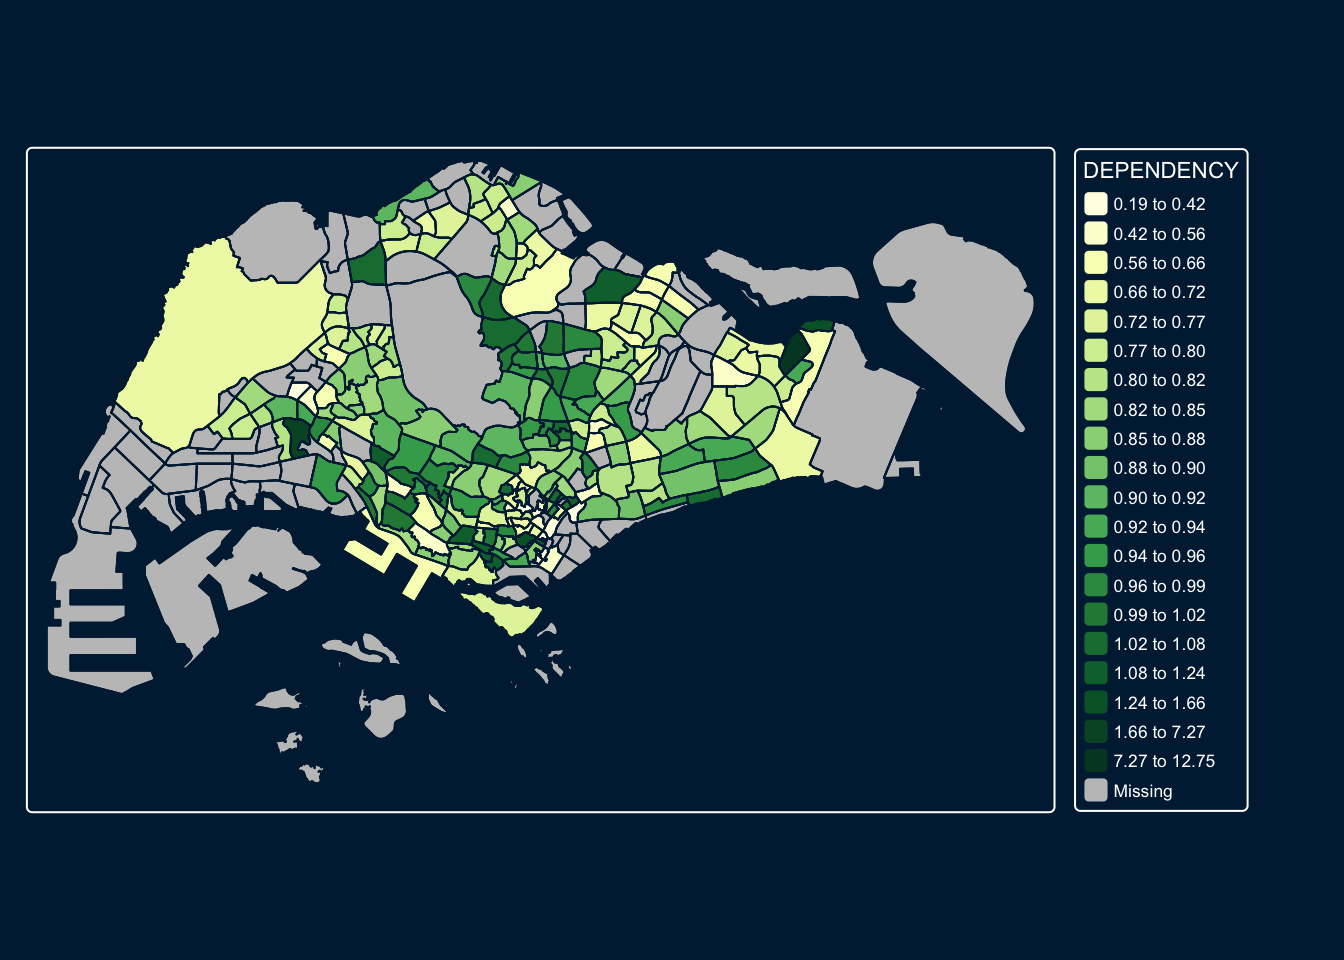 DEPENDENCY
0.19 to 0.42
0.42 to 0.56
0.56 to 0.66
0.66 to 0.72
0.72 to 0.77
0.77 to 0.80
0.80 to 0.82
0.82 to 0.85
0.85 to 0.88
0.88 to 0.90
0.90 to 0.92
0.92 to 0.94
0.94 to 0.96
0.96 to 0.99
0.99 to 1.02
1.02 to 1.08
1.08 to 1.24
1.24 to 1.66
1.66 to 7.27
7.27 to 12.75
Missing